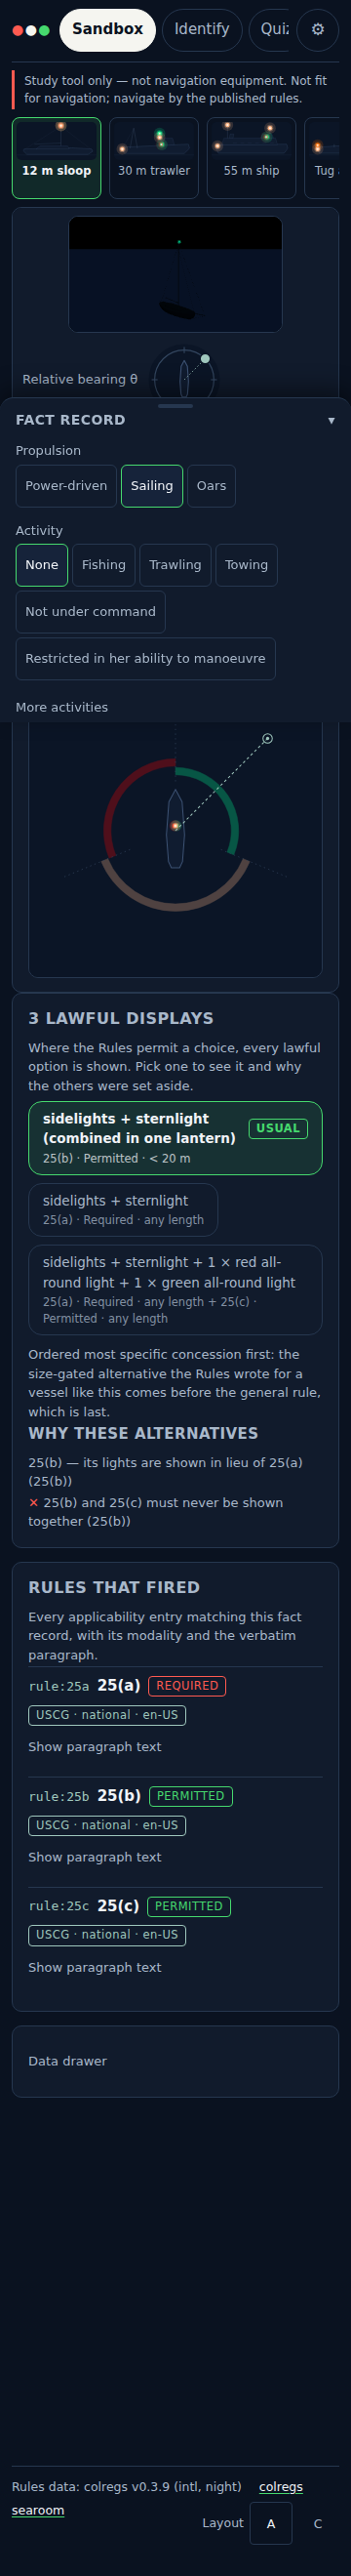 Sandbox
Identify
Quiz
⚙
Study tool only — not navigation equipment. Not fit
for navigation; navigate by the published rules.
12 m sloop
30 m trawler
55 m ship
Tug
Relative bearing θ
FACT RECORD ▾
Propulsion
Power-driven
Sailing
Oars
Activity
None
Fishing
Trawling
Towing
Not under command
Restricted in her ability to manoeuvre
More activities
3 LAWFUL DISPLAYS
Where the Rules permit a choice, every lawful
option is shown. Pick one to see it and why
the others were set aside.
sidelights + sternlight
(combined in one lantern)
USUAL
25(b) · Permitted · < 20 m
sidelights + sternlight
25(a) · Required · any length
sidelights + sternlight + 1 × red all-
round light + 1 × green all-round light
25(a) · Required · any length + 25(c) ·
Permitted · any length
Ordered most specific concession first: the
size-gated alternative the Rules wrote for a
vessel like this comes before the general rule,
which is last.
WHY THESE ALTERNATIVES
25(b) — its lights are shown in lieu of 25(a)
(25(b))
✕ 25(b) and 25(c) must never be shown
together (25(b))
RULES THAT FIRED
Every applicability entry matching this fact
record, with its modality and the verbatim
paragraph.
rule:25a 25(a) REQUIRED
USCG · national · en-US
Show paragraph text
rule:25b 25(b) PERMITTED
USCG · national · en-US
Show paragraph text
rule:25c 25(c) PERMITTED
USCG · national · en-US
Show paragraph text
Data drawer
Rules data: colregs v0.3.9 (intl, night) colregs
searoom
Layout A C